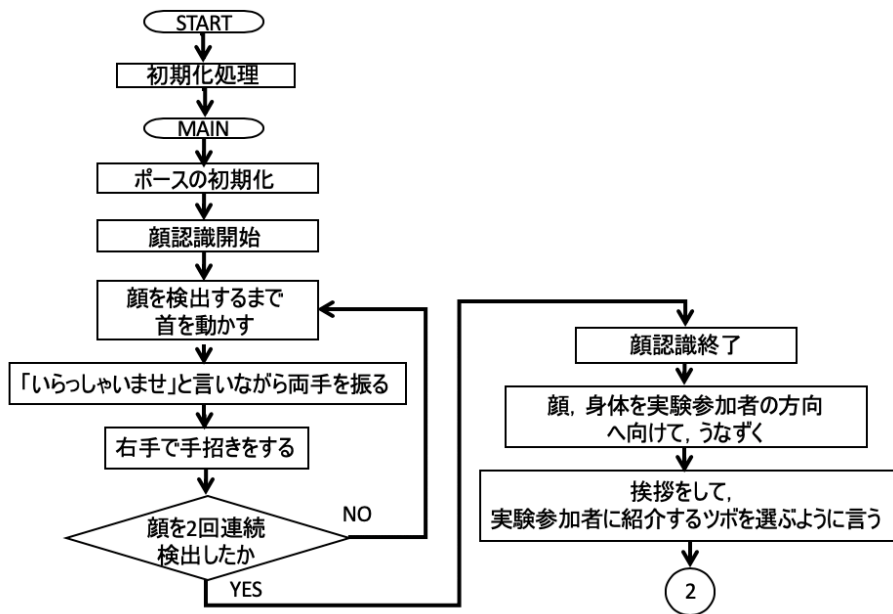 START
初期化処理
MAIN
ポースの初期化
顔認識開始
顔を検出するまで
首を動かす
「いらっしゃいませ」と言いながら両手を振る
右手で手招きをする
顔を2回連続
検出したか
NO
YES
顔認識終了
顔, 身体を実験参加者の方向
へ向けて, うなずく
挨拶をして,
実験参加者に紹介するツボを選ぶように言う
2